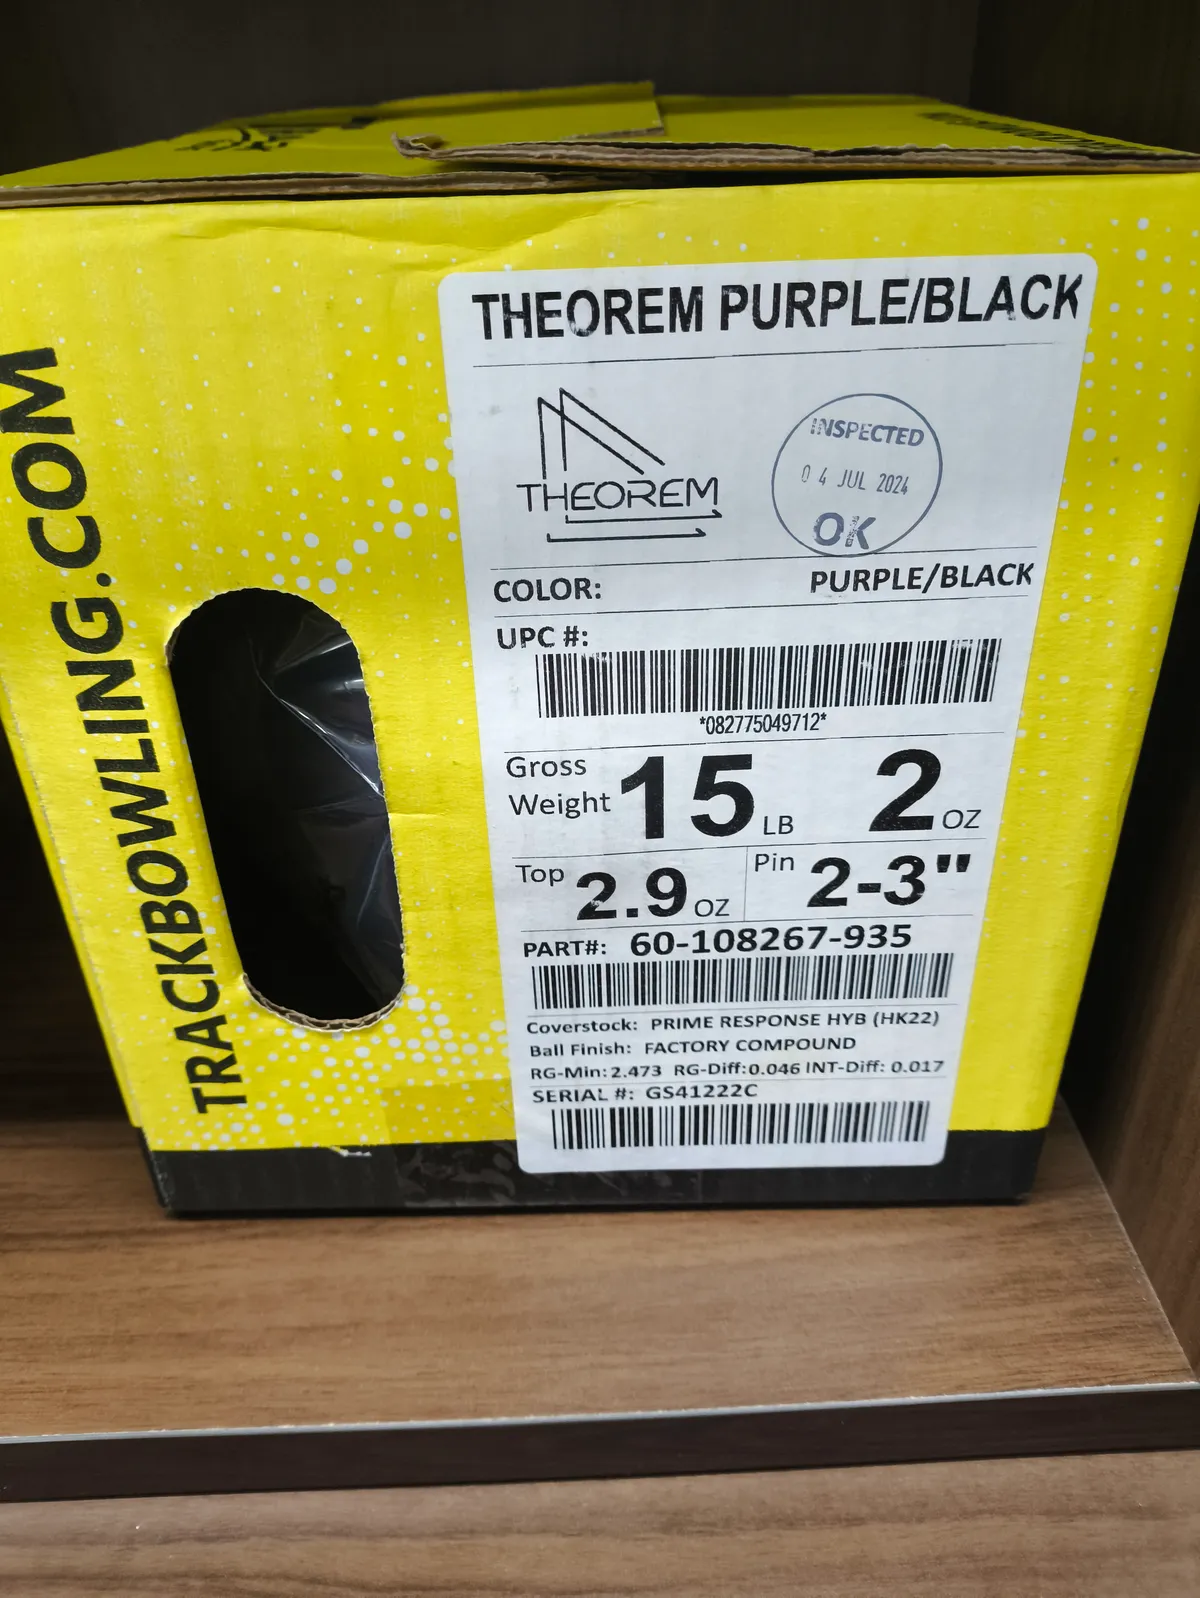 TRACKBOWLING.COM
THEOREM PURPLE/BLACK
THEOREM
INSPECTED
04 JUL 2024
OK
COLOR: PURPLE/BLACK
UPC #:
*082775049712*
Gross Weight 15 LB 2 OZ
Top 2.9 OZ Pin 2-3"
PART#: 60-108267-935
Coverstock: PRIME RESPONSE HYB (HK22)
Ball Finish: FACTORY COMPOUND
RG-Min: 2.473 RG-Diff:0.046 INT-Diff: 0.017
SERIAL #: GS41222C